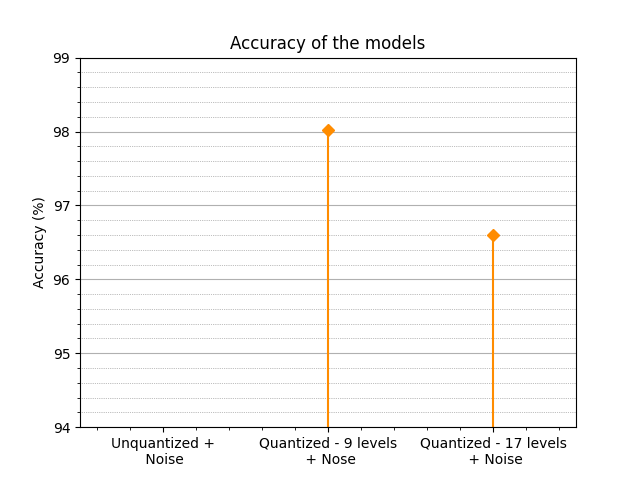 Accuracy of the models
99
98
97
96
95
94
Accuracy (%)
Unquantized +
Noise
Quantized - 9 levels
+ Nose
Quantized - 17 levels
+ Noise